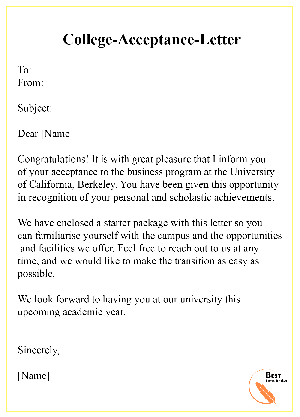 College-Acceptance-Letter
To:
From:
Subject:
Dear [Name
Congratulations! It is with great pleasure that I inform you
of your acceptance to the business program at the University
of California, Berkeley. You have been given this opportunity
in recognition of your personal and scholastic achievements.
We have enclosed a starter package with this letter so you
can familiarise yourself with the campus and the opportunities
and facilities we offer. Feel free to reach out to us at any
time, and we would like to make the transition as easy as
possible.
We look forward to having you at our university this
upcoming academic year.
Sincerely,
[Name]
BEST